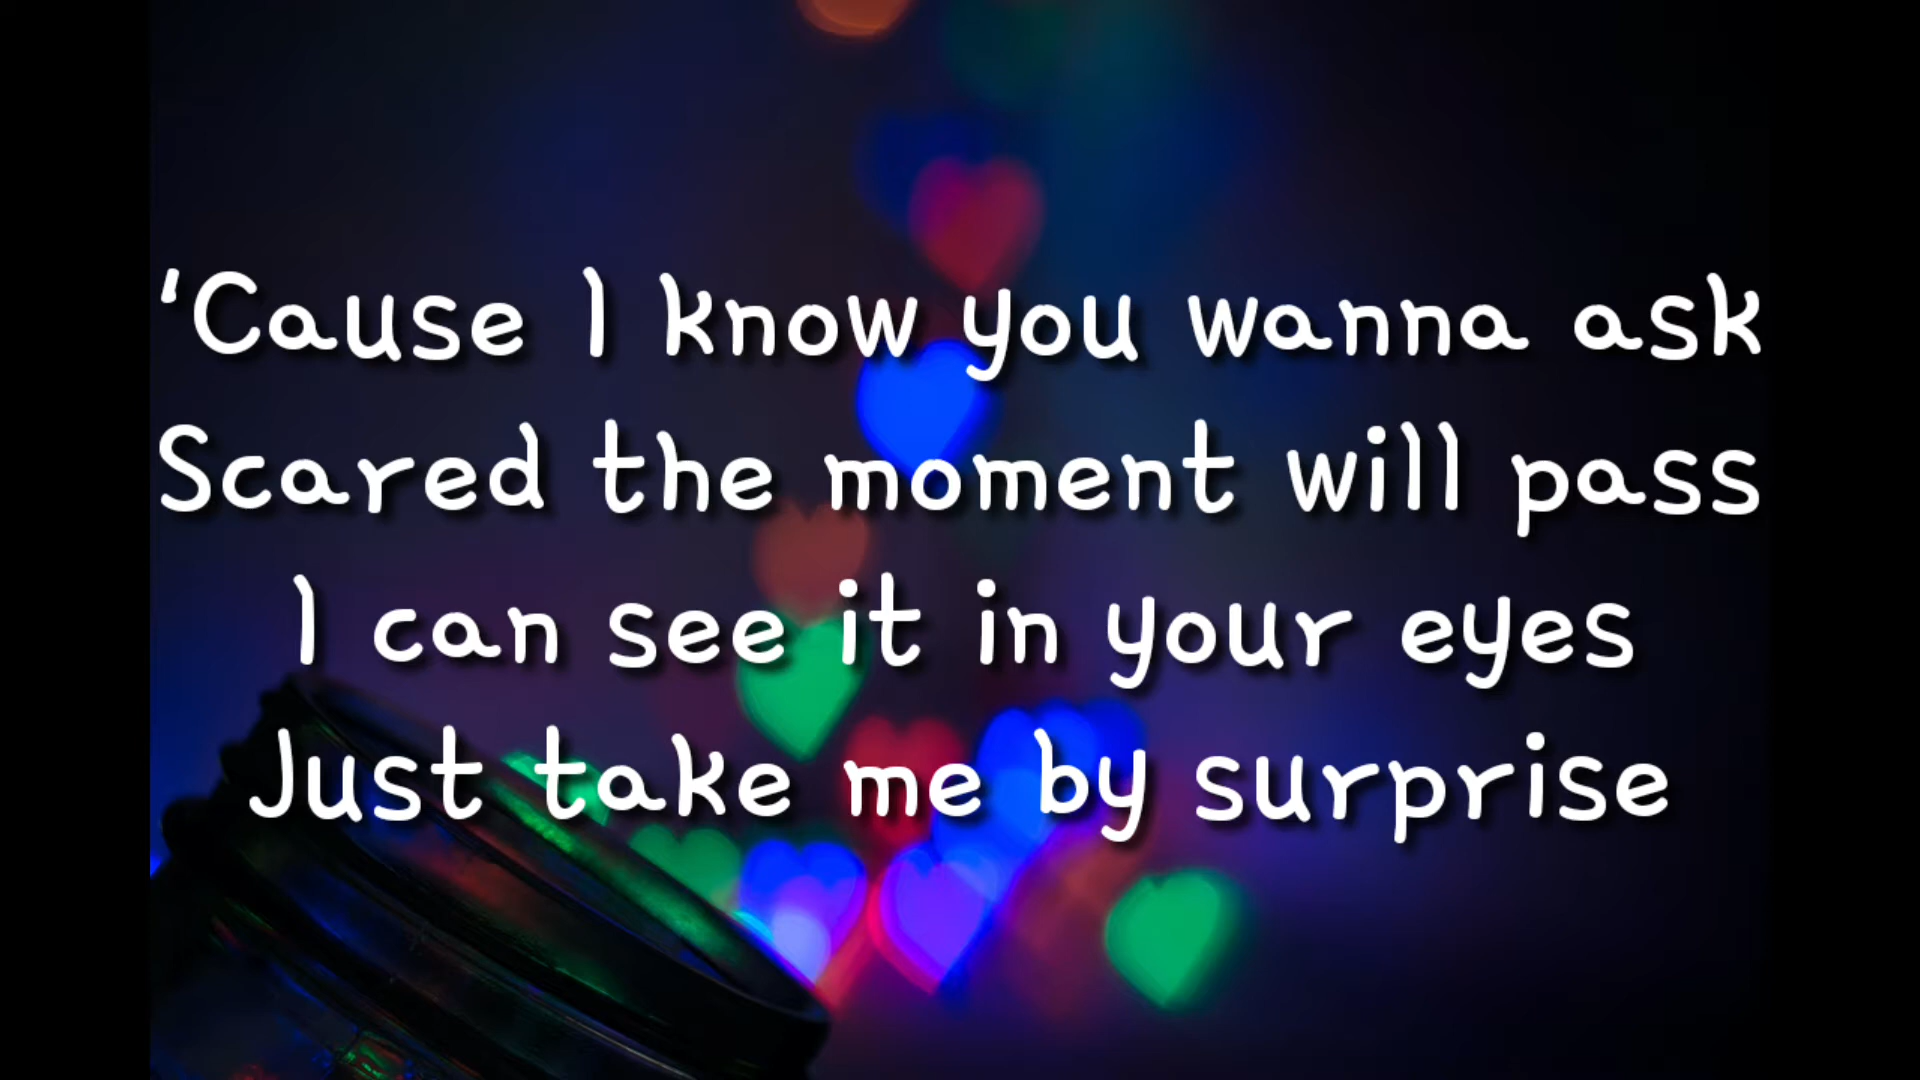 'Cause I know you wanna ask
Scared the moment will pass
I can see it in your eyes
Just take me by surprise